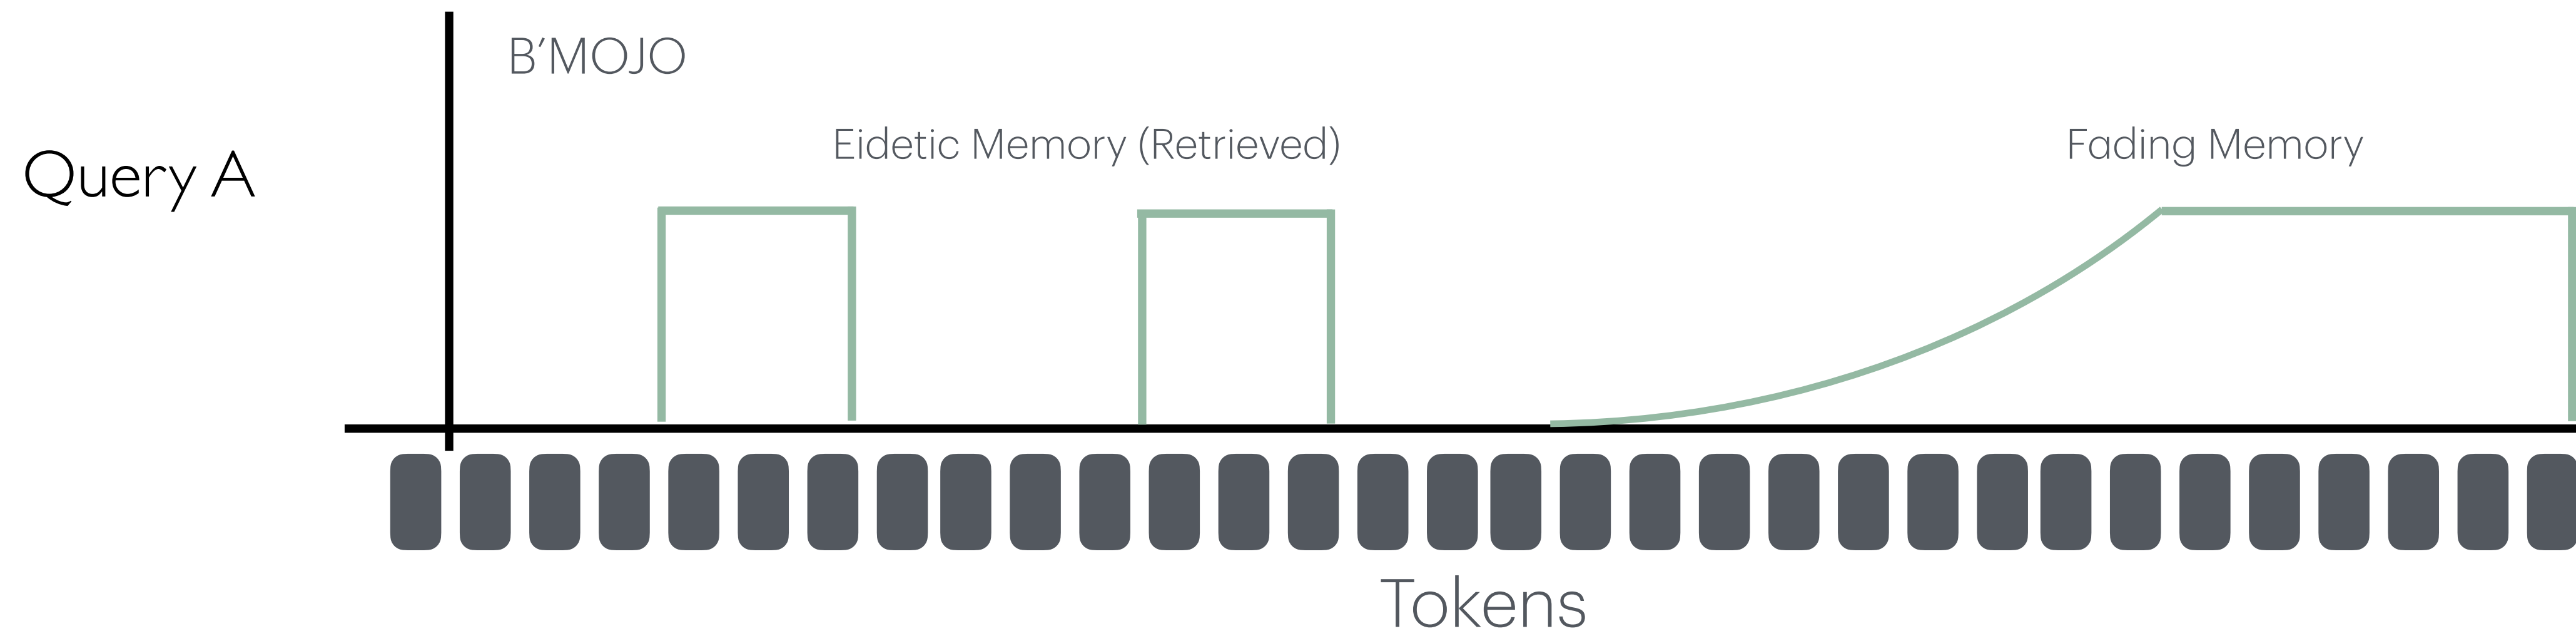 B′MOJO
Eidetic Memory (Retrieved)
Fading Memory
Query A
Tokens